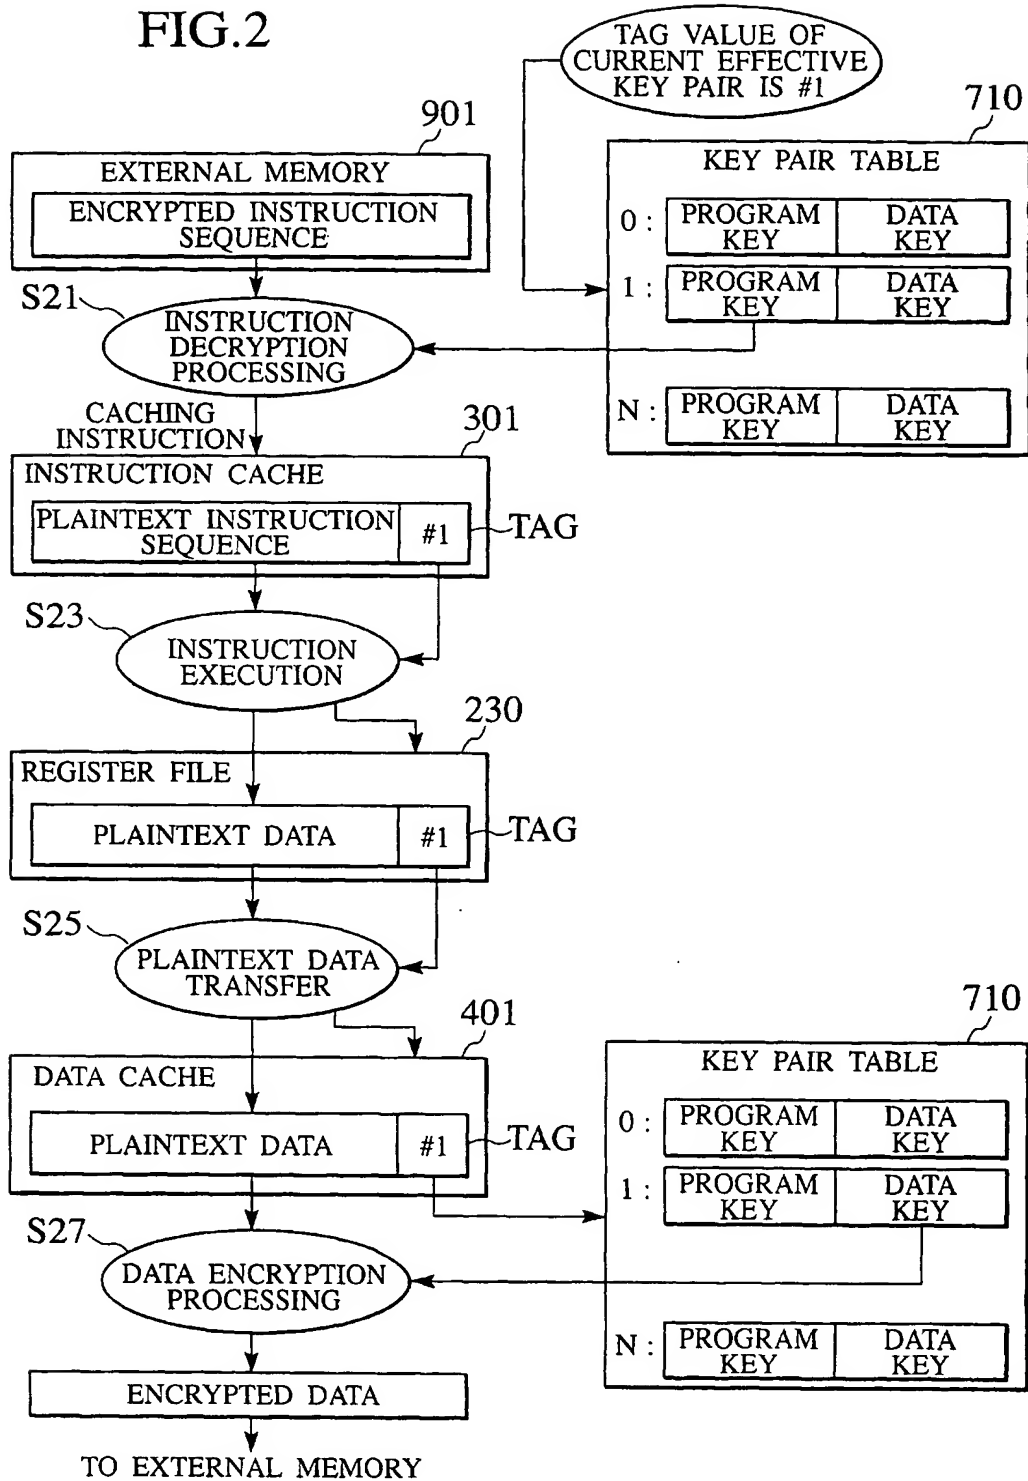 FIG.2
TAG VALUE OF
CURRENT EFFECTIVE
KEY PAIR IS #1
901
EXTERNAL MEMORY
ENCRYPTED INSTRUCTION
SEQUENCE
710
KEY PAIR TABLE
0 : PROGRAM KEY DATA KEY
1 : PROGRAM KEY DATA KEY
N : PROGRAM KEY DATA KEY
S21
INSTRUCTION
DECRYPTION
PROCESSING
CACHING
INSTRUCTION
301
INSTRUCTION CACHE
PLAINTEXT INSTRUCTION
SEQUENCE
#1
TAG
S23
INSTRUCTION
EXECUTION
230
REGISTER FILE
PLAINTEXT DATA #1 TAG
S25
PLAINTEXT DATA
TRANSFER
401
DATA CACHE
PLAINTEXT DATA #1 TAG
710
KEY PAIR TABLE
0 : PROGRAM KEY DATA KEY
1 : PROGRAM KEY DATA KEY
N : PROGRAM KEY DATA KEY
S27
DATA ENCRYPTION
PROCESSING
ENCRYPTED DATA
TO EXTERNAL MEMORY